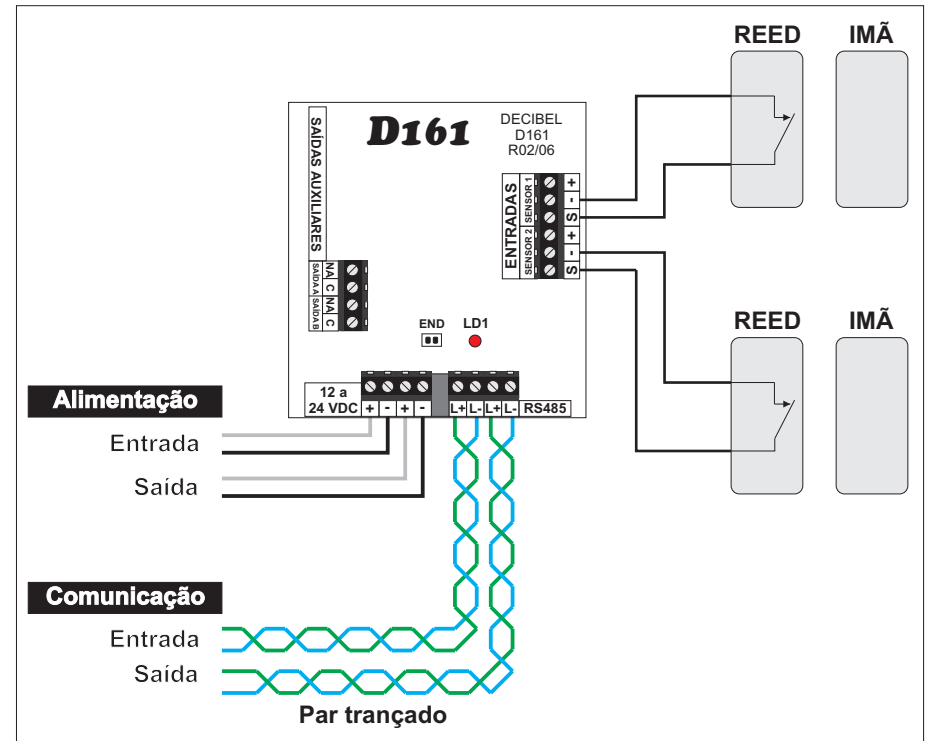 REED IMÃ
D161
DECIBEL
D161
R02/06
SAÍDAS AUXILIARES
SAÍDA A
NA
C
SAÍDA B
NA
C
ENTRADAS
SENSOR 1
+
-
S
SENSOR 2
+
-
S
REED IMÃ
END LD1
12 a
24 VDC + - + - L+ L- L+ L- RS485
Alimentação
Entrada
Saída
Comunicação
Entrada
Saída
Par trançado